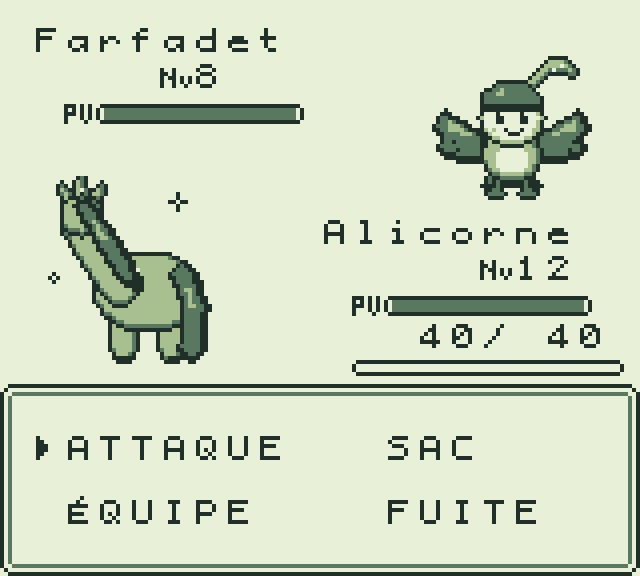 Farfadet
Nv8
PV
Alicorne
Nv12
PV
40/ 40
ATTAQUE SAC
ÉQUIPE FUITE